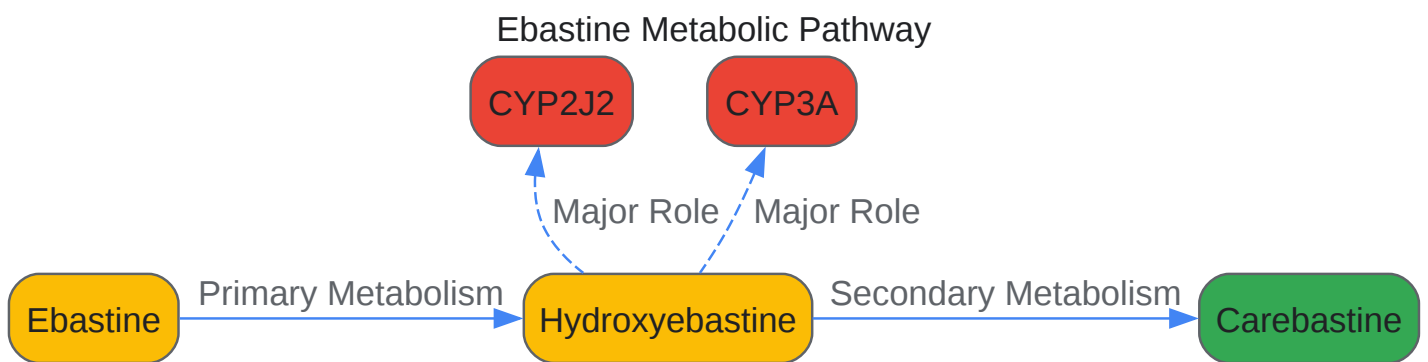 Ebastine Metabolic Pathway
CYP2J2
CYP3A
Major Role
Major Role
Ebastine
Primary Metabolism
Hydroxyebastine
Secondary Metabolism
Carebastine